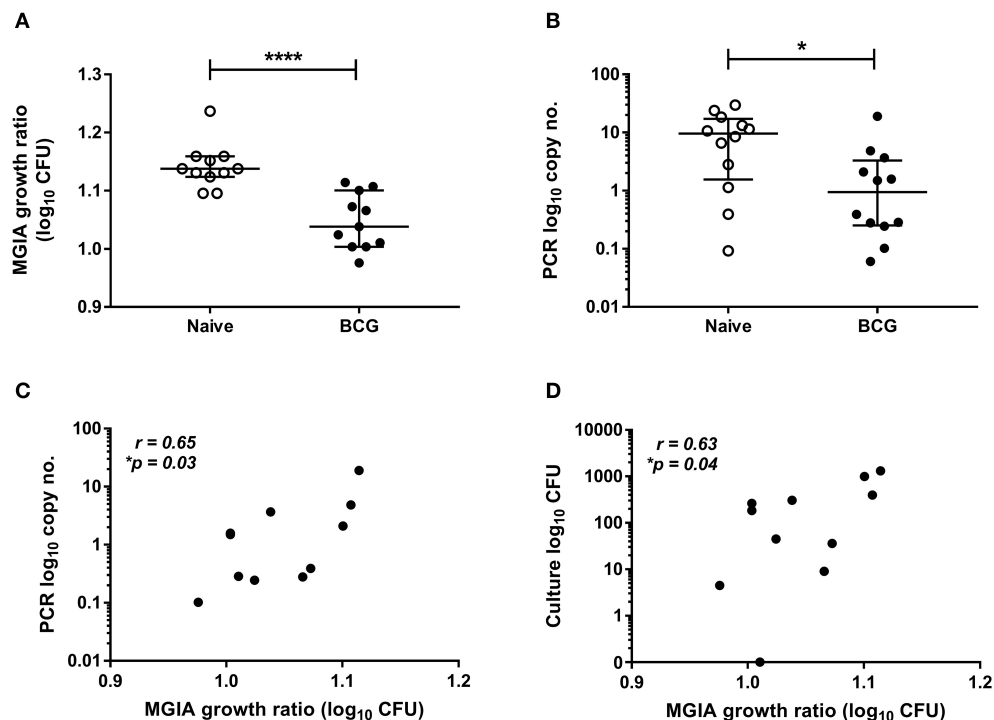 A
****
MGIA growth ratio
(log10 CFU)
1.3
1.2
1.1
1.0
0.9
Naive
BCG
B
*
PCR log10 copy no.
100
10
1
0.1
0.01
Naive
BCG
C
r = 0.65
*p = 0.03
PCR log10 copy no.
100
10
1
0.1
0.01
0.9
1.0
1.1
1.2
MGIA growth ratio (log10 CFU)
D
r = 0.63
*p = 0.04
Culture log10 CFU
10000
1000
100
10
1
0
0.9
1.0
1.1
1.2
MGIA growth ratio (log10 CFU)